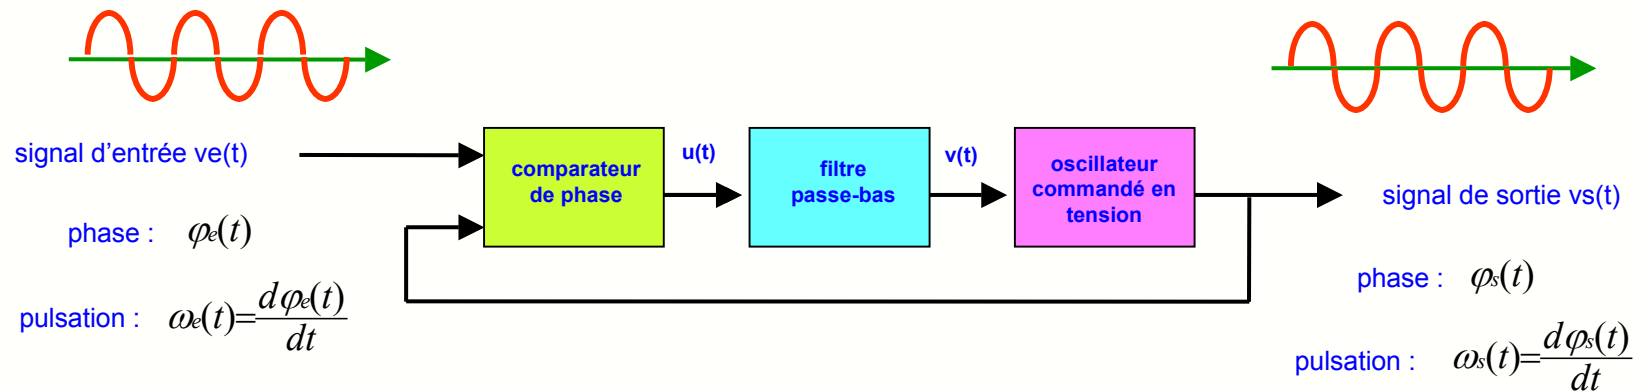 signal d'entrée ve(t)
phase : φe(t)
pulsation : ωe(t)=dφe(t)/dt
comparateur
de phase
u(t)
filtre
passe-bas
v(t)
oscillateur
commandé en
tension
signal de sortie vs(t)
phase : φs(t)
pulsation : ωs(t)=dφs(t)/dt